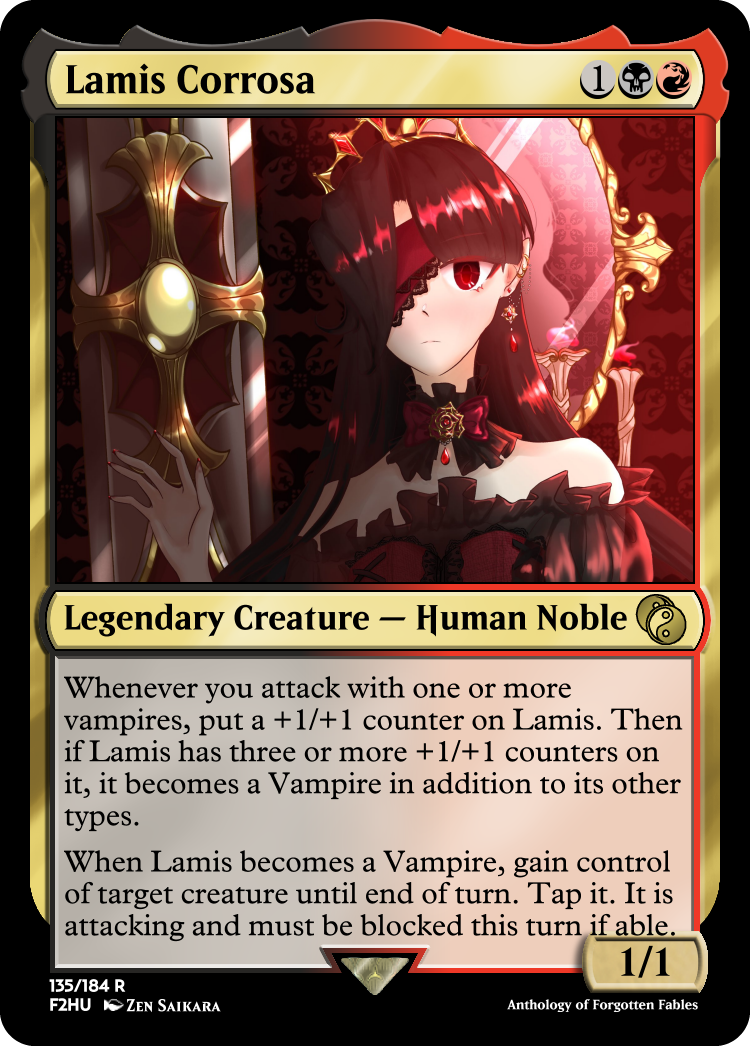 Lamis Corrosa
1
Legendary Creature — Human Noble
Whenever you attack with one or more
vampires, put a +1/+1 counter on Lamis. Then
if Lamis has three or more +1/+1 counters on
it, it becomes a Vampire in addition to its other
types.
When Lamis becomes a Vampire, gain control
of target creature until end of turn. Tap it. It is
attacking and must be blocked this turn if able.
1/1
135/184 R
F2HU ZEN SAIKARA
Anthology of Forgotten Fables